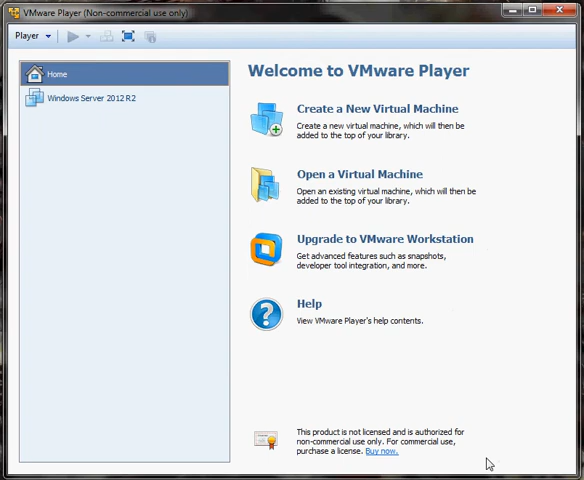 VMware Player (Non-commercial use only)
Player
Home
Windows Server 2012 R2
Welcome to VMware Player
Create a New Virtual Machine
Create a new virtual machine, which will then be
added to the top of your library.
Open a Virtual Machine
Open an existing virtual machine, which will then be
added to the top of your library.
Upgrade to VMware Workstation
Get advanced features such as snapshots,
developer tool integration, and more.
Help
View VMware Player's help contents.
This product is not licensed and is authorized for
non-commercial use only. For commercial use,
purchase a license. Buy now.